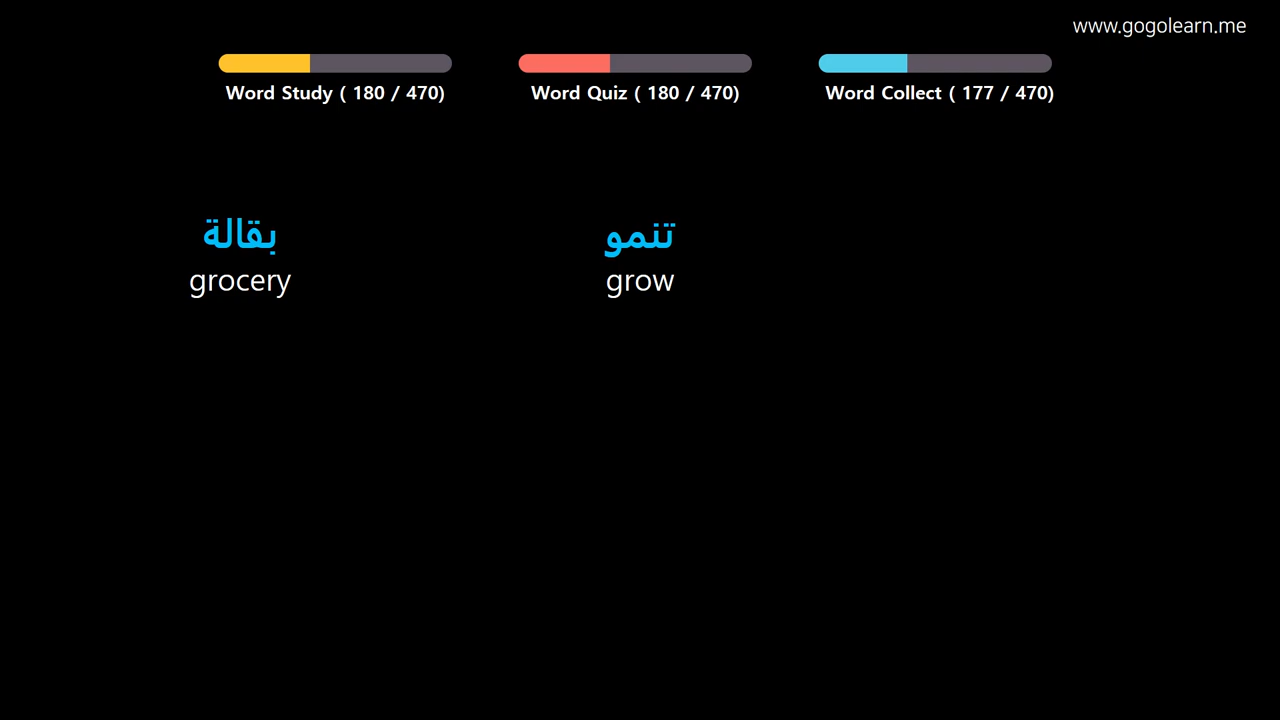 www.gogolearn.me
Word Study ( 180 / 470)
Word Quiz ( 180 / 470)
Word Collect ( 177 / 470)
بقالة
grocery
تنمو
grow